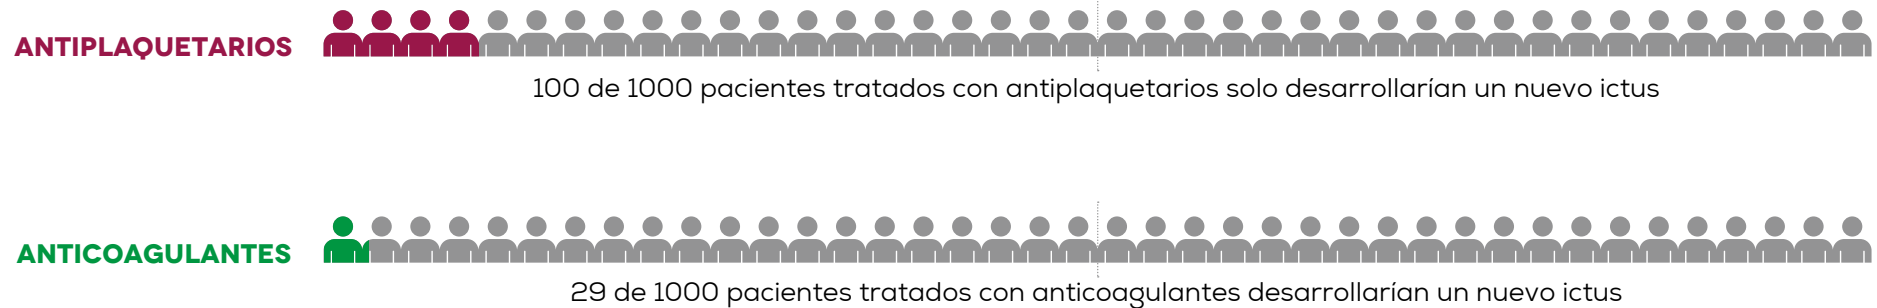 ANTIPLAQUETARIOS
100 de 1000 pacientes tratados con antiplaquetarios solo desarrollarían un nuevo ictus
ANTICOAGULANTES
29 de 1000 pacientes tratados con anticoagulantes desarrollarían un nuevo ictus